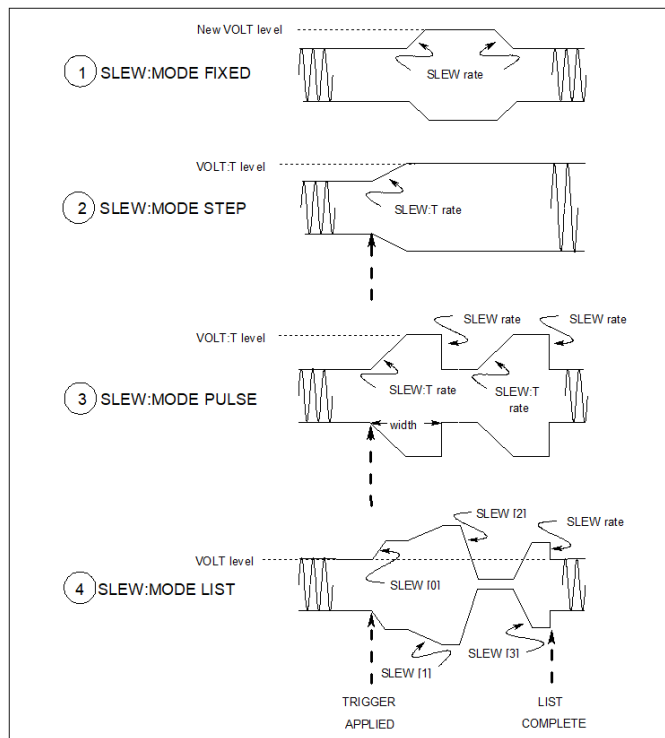 New VOLT level
1 SLEW:MODE FIXED
SLEW rate
VOLT:T level
2 SLEW:MODE STEP
SLEW:T rate
SLEW rate
SLEW rate
VOLT:T level
SLEW:T rate
SLEW:T
rate
3 SLEW:MODE PULSE
width
SLEW [2]
SLEW rate
VOLT level
4 SLEW:MODE LIST
SLEW [0]
SLEW [3]
SLEW [1]
TRIGGER
APPLIED
LIST
COMPLETE